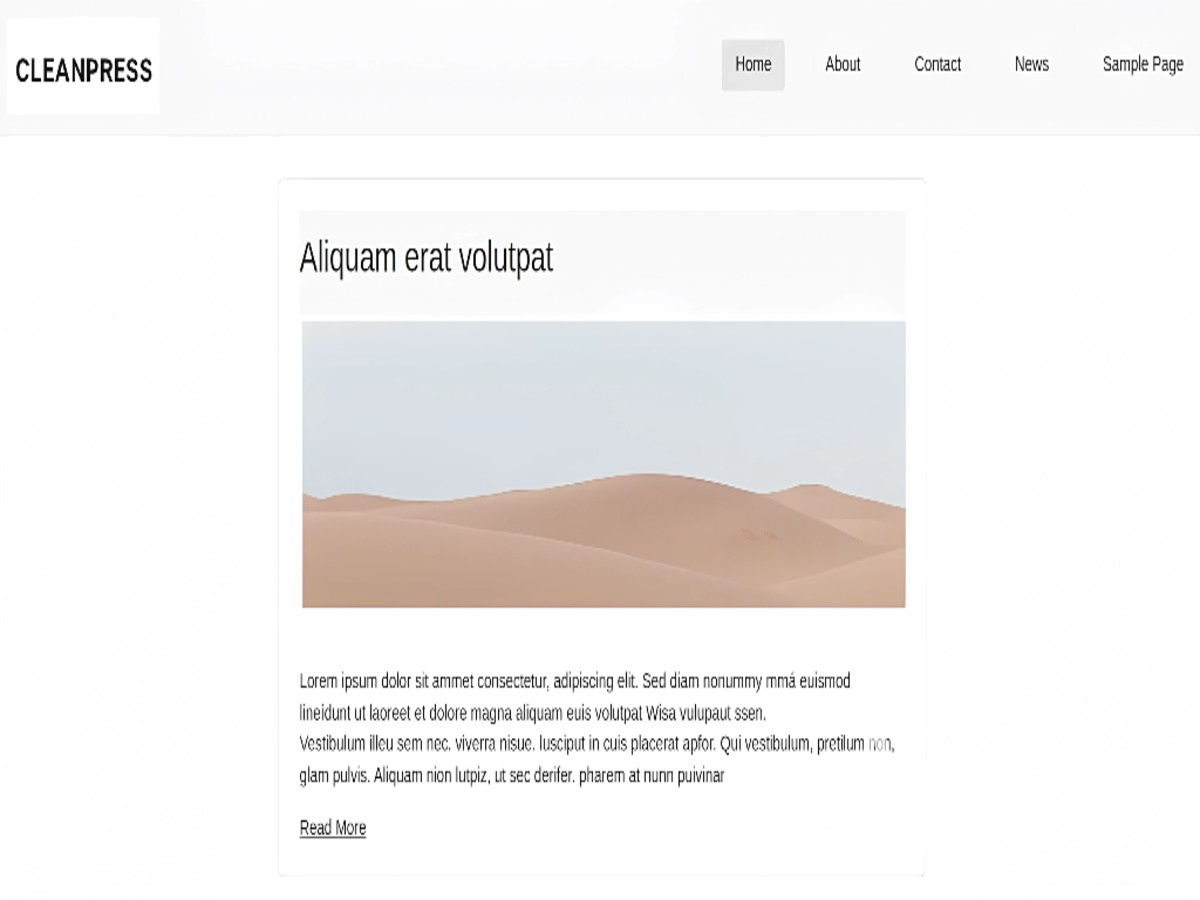 CLEANPRESS
Home About Contact News Sample Page
Aliquam erat volutpat
Lorem ipsum dolor sit ammet consectetur, adipiscing elit. Sed diam nonummy mmá euismod
lineidunt ut laoreet et dolore magna aliquam euis volutpat Wisa vulupaut ssen.
Vestibulum illeu sem nec. viverra nisue. lusciput in cuis placerat apfor. Qui vestibulum, pretilum non,
glam pulvis. Aliquam nion lutpiz, ut sec derifer. pharem at nunn puivinar
Read More